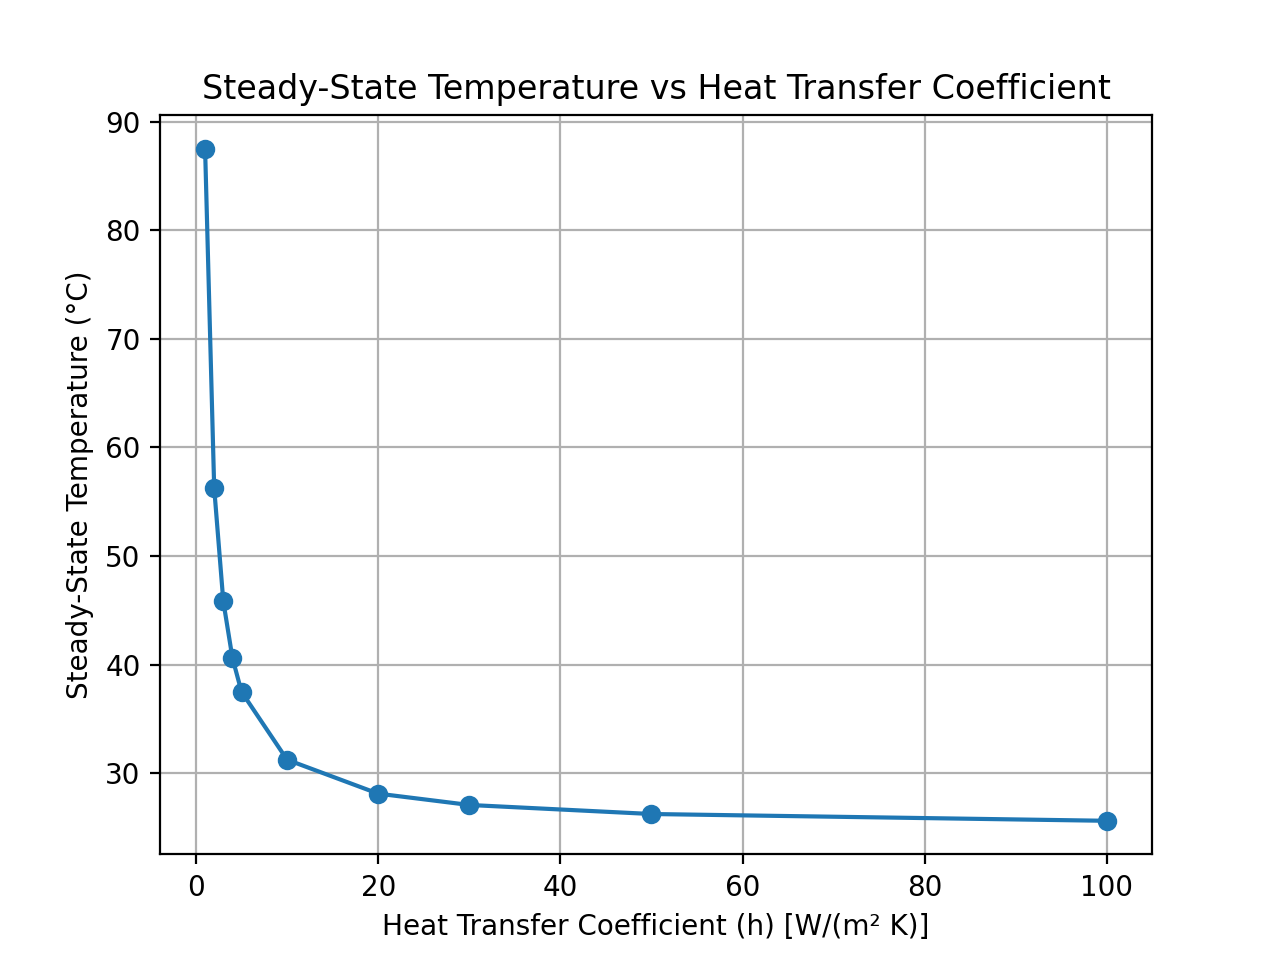 Steady-State Temperature vs Heat Transfer Coefficient
90
80
70
60
50
40
30
Steady-State Temperature (°C)
0 20 40 60 80 100
Heat Transfer Coefficient (h) [W/(m² K)]